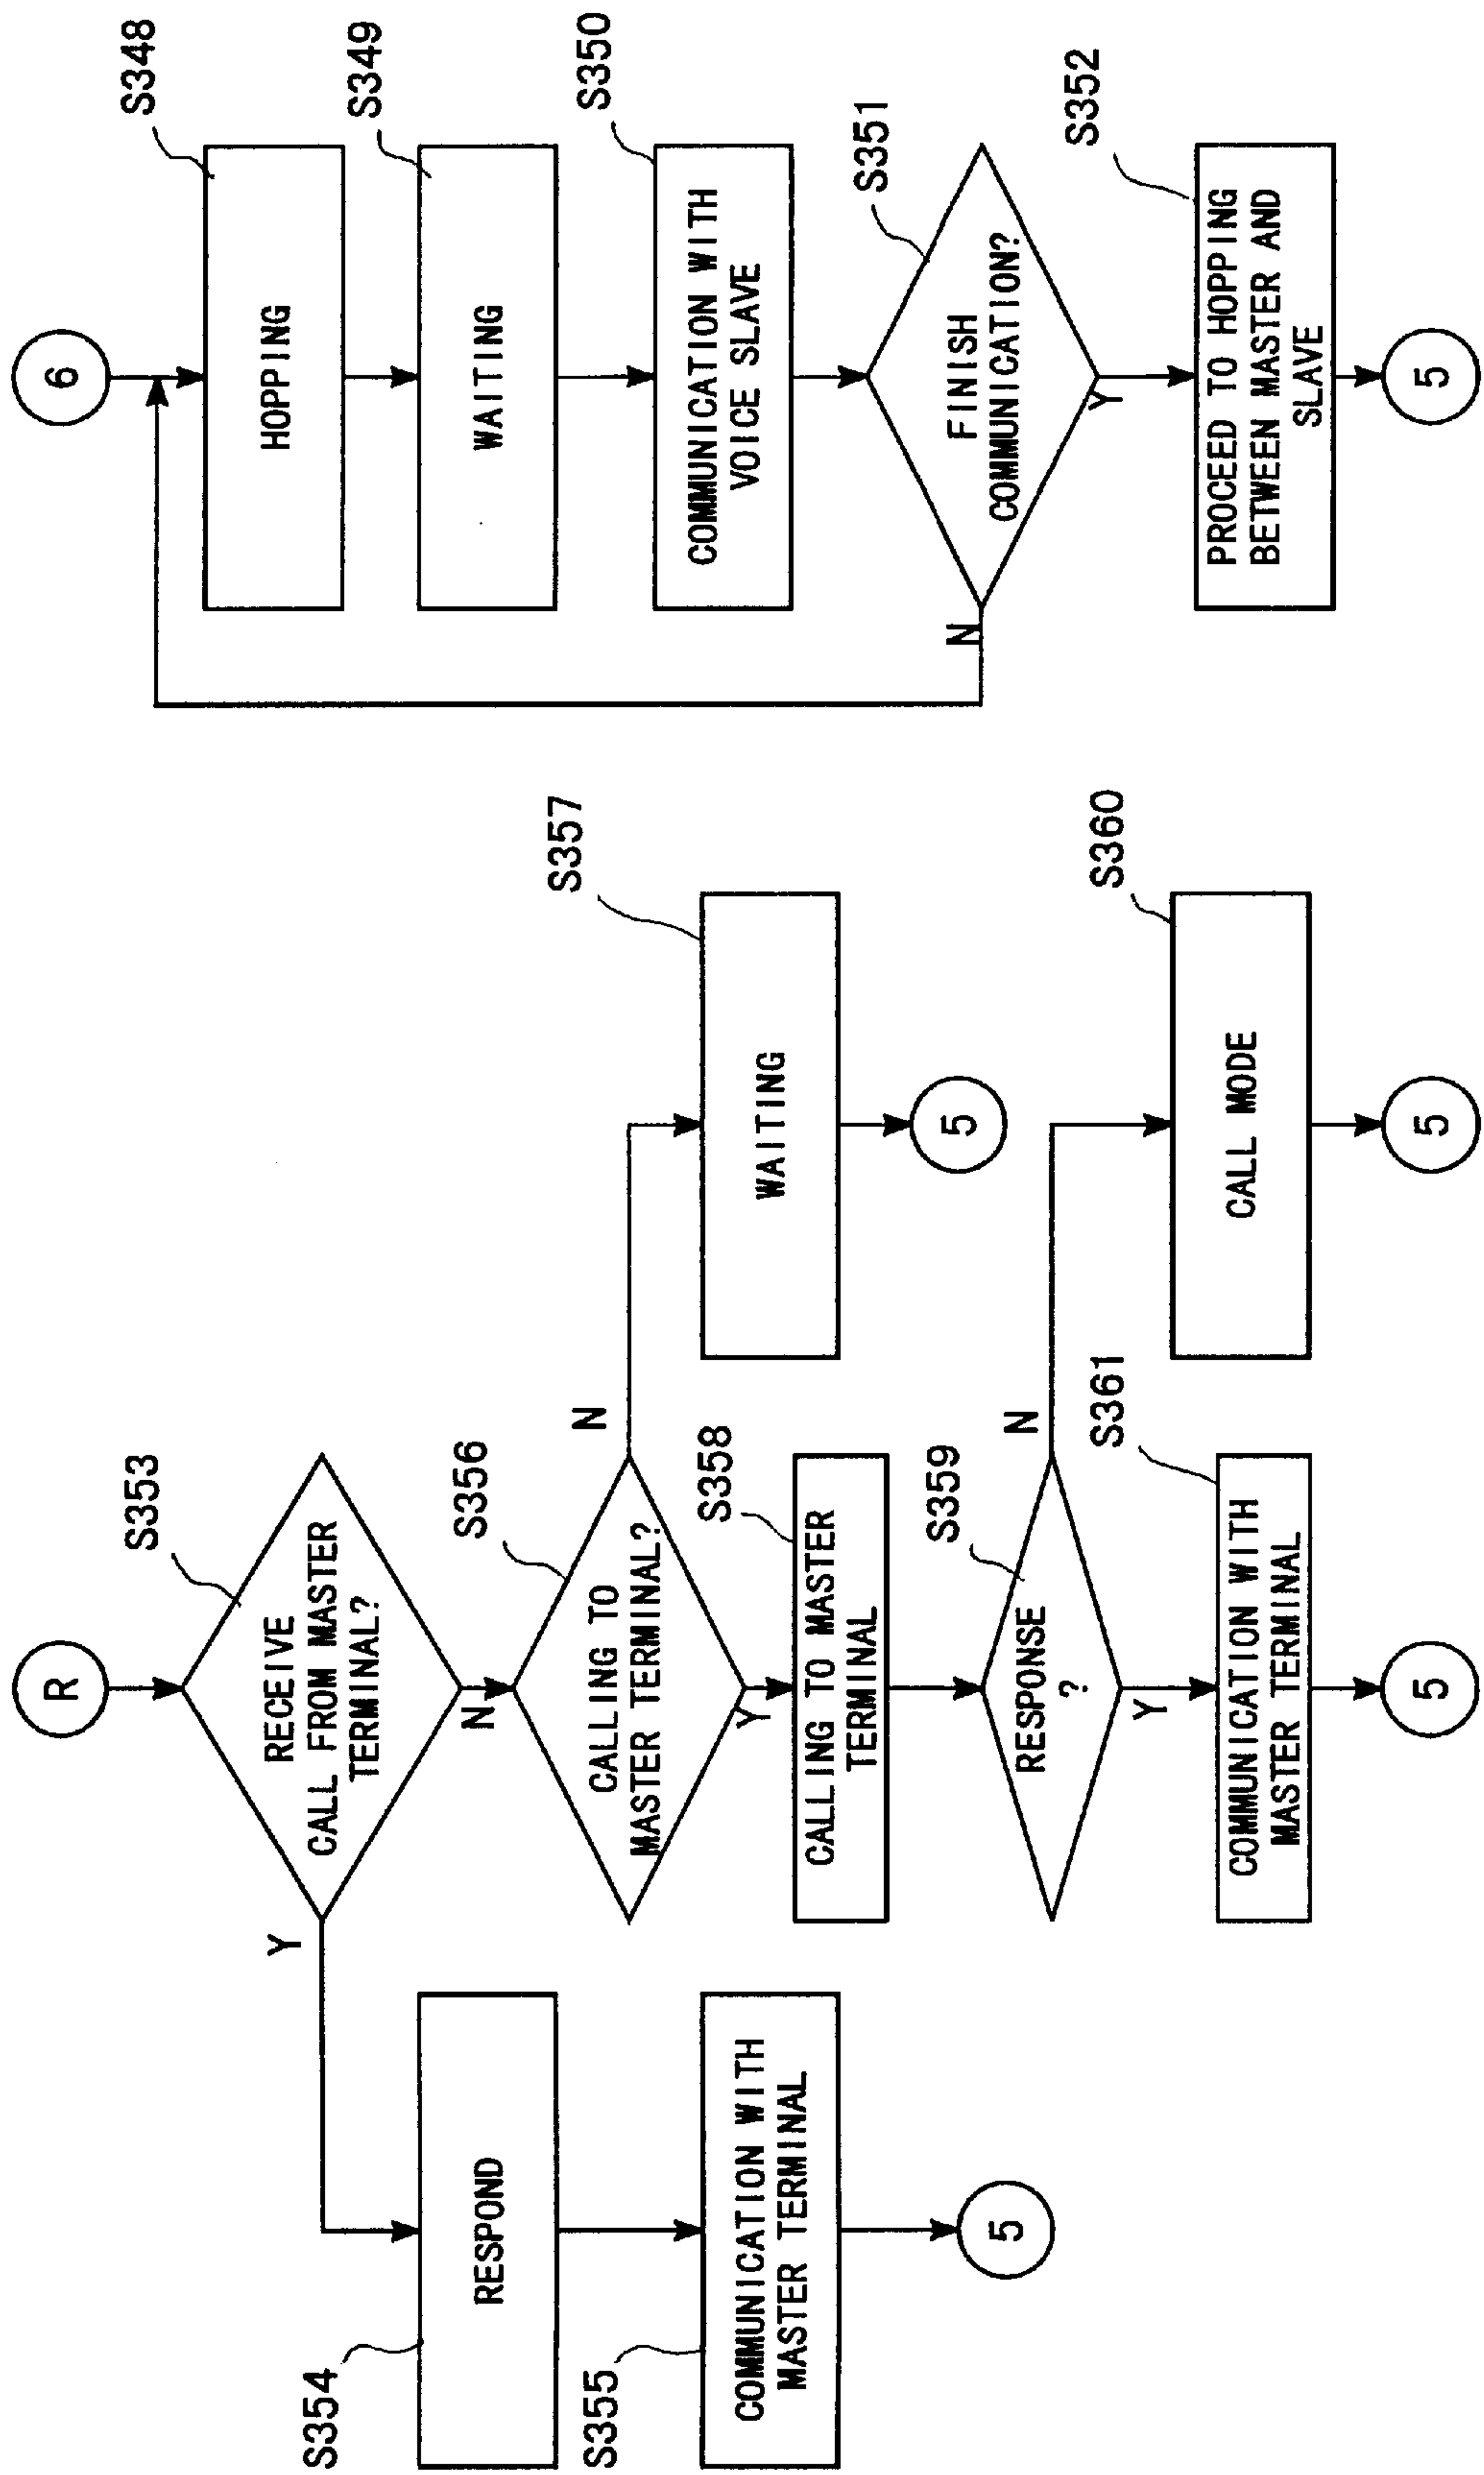 R
S353
RECEIVE
CALL FROM MASTER
TERMINAL?
Y
N
S354
RESPOND
S355
COMMUNICATION WITH
MASTER TERMINAL
5
S356
CALLING TO
MASTER TERMINAL?
N
Y
S357
WAITING
5
S358
CALLING TO MASTER
TERMINAL
S359
RESPONSE
?
N
Y
S360
CALL MODE
5
S361
COMMUNICATION WITH
MASTER TERMINAL
5
6
S348
HOPPING
S349
WAITING
S350
COMMUNICATION WITH
VOICE SLAVE
S351
FINISH
COMMUNICATION?
N
Y
S352
PROCEED TO HOPPING
BETWEEN MASTER AND
SLAVE
5